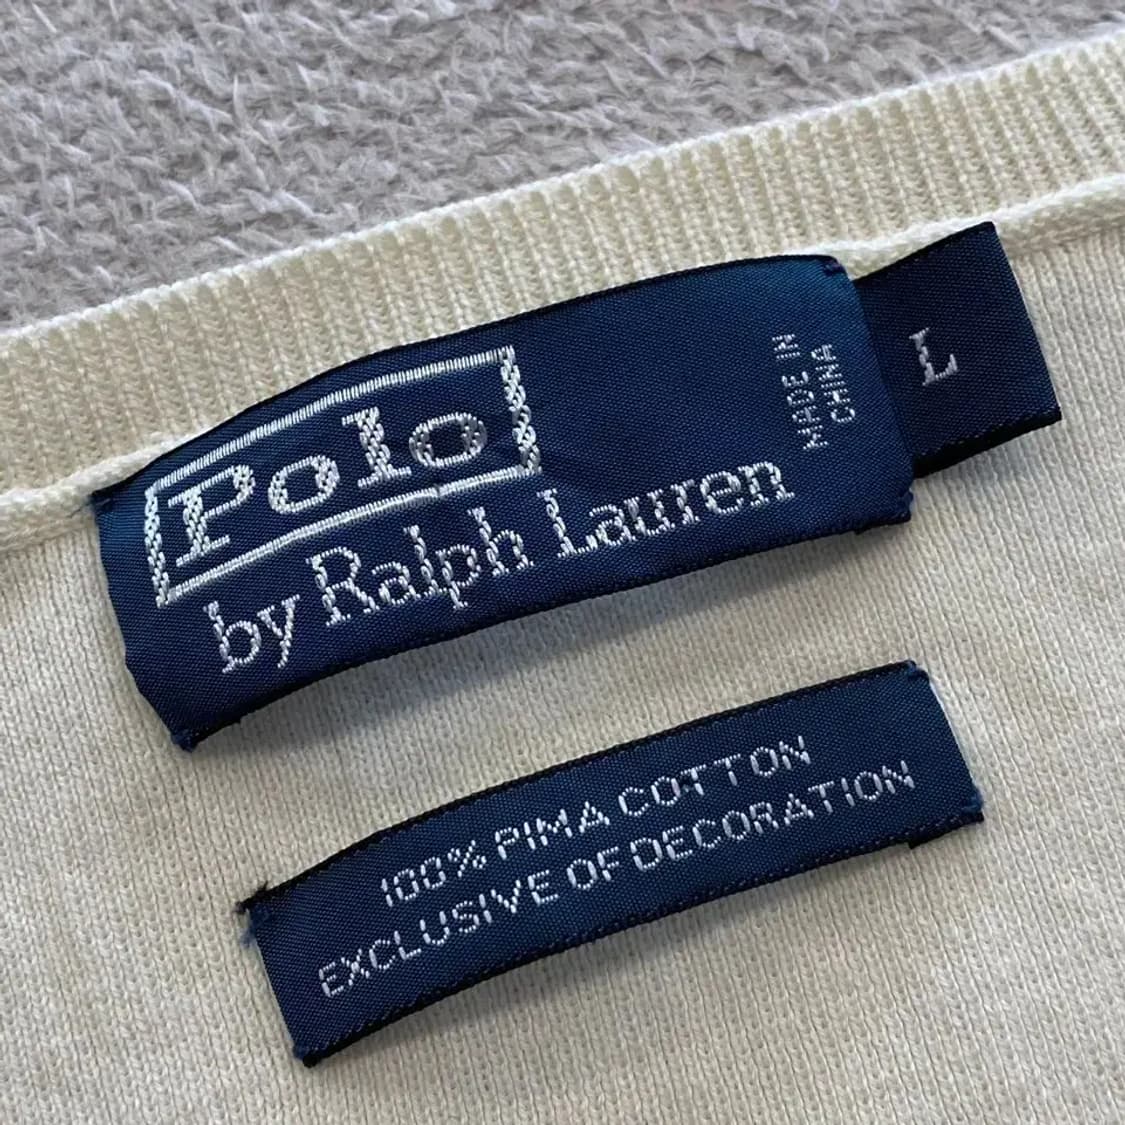 Polo
by Ralph Lauren
MADE IN
CHINA
L
100% PIMA COTTON
EXCLUSIVE OF DECORATION